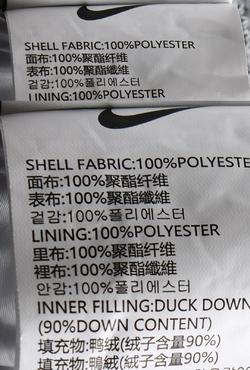 SHELL FABRIC:100%POLYESTER
面布:100%聚酯纤维
表布:100%聚酯纖維
겉감:100%폴리에스터
LINING:100%POLYESTER
SHELL FABRIC:100%POLYESTE
面布:100%聚酯纤维
表布:100%聚酯纖維
겉감:100%폴리에스터
LINING:100%POLYESTER
里布:100%聚酯纤维
裡布:100%聚酯纖維
안감:100%폴리에스터
INNER FILLING:DUCK DOWN
(90%DOWN CONTENT)
填充物:鸭绒(绒子含量90%)
填充物:鴨絨(絨子含量90%)